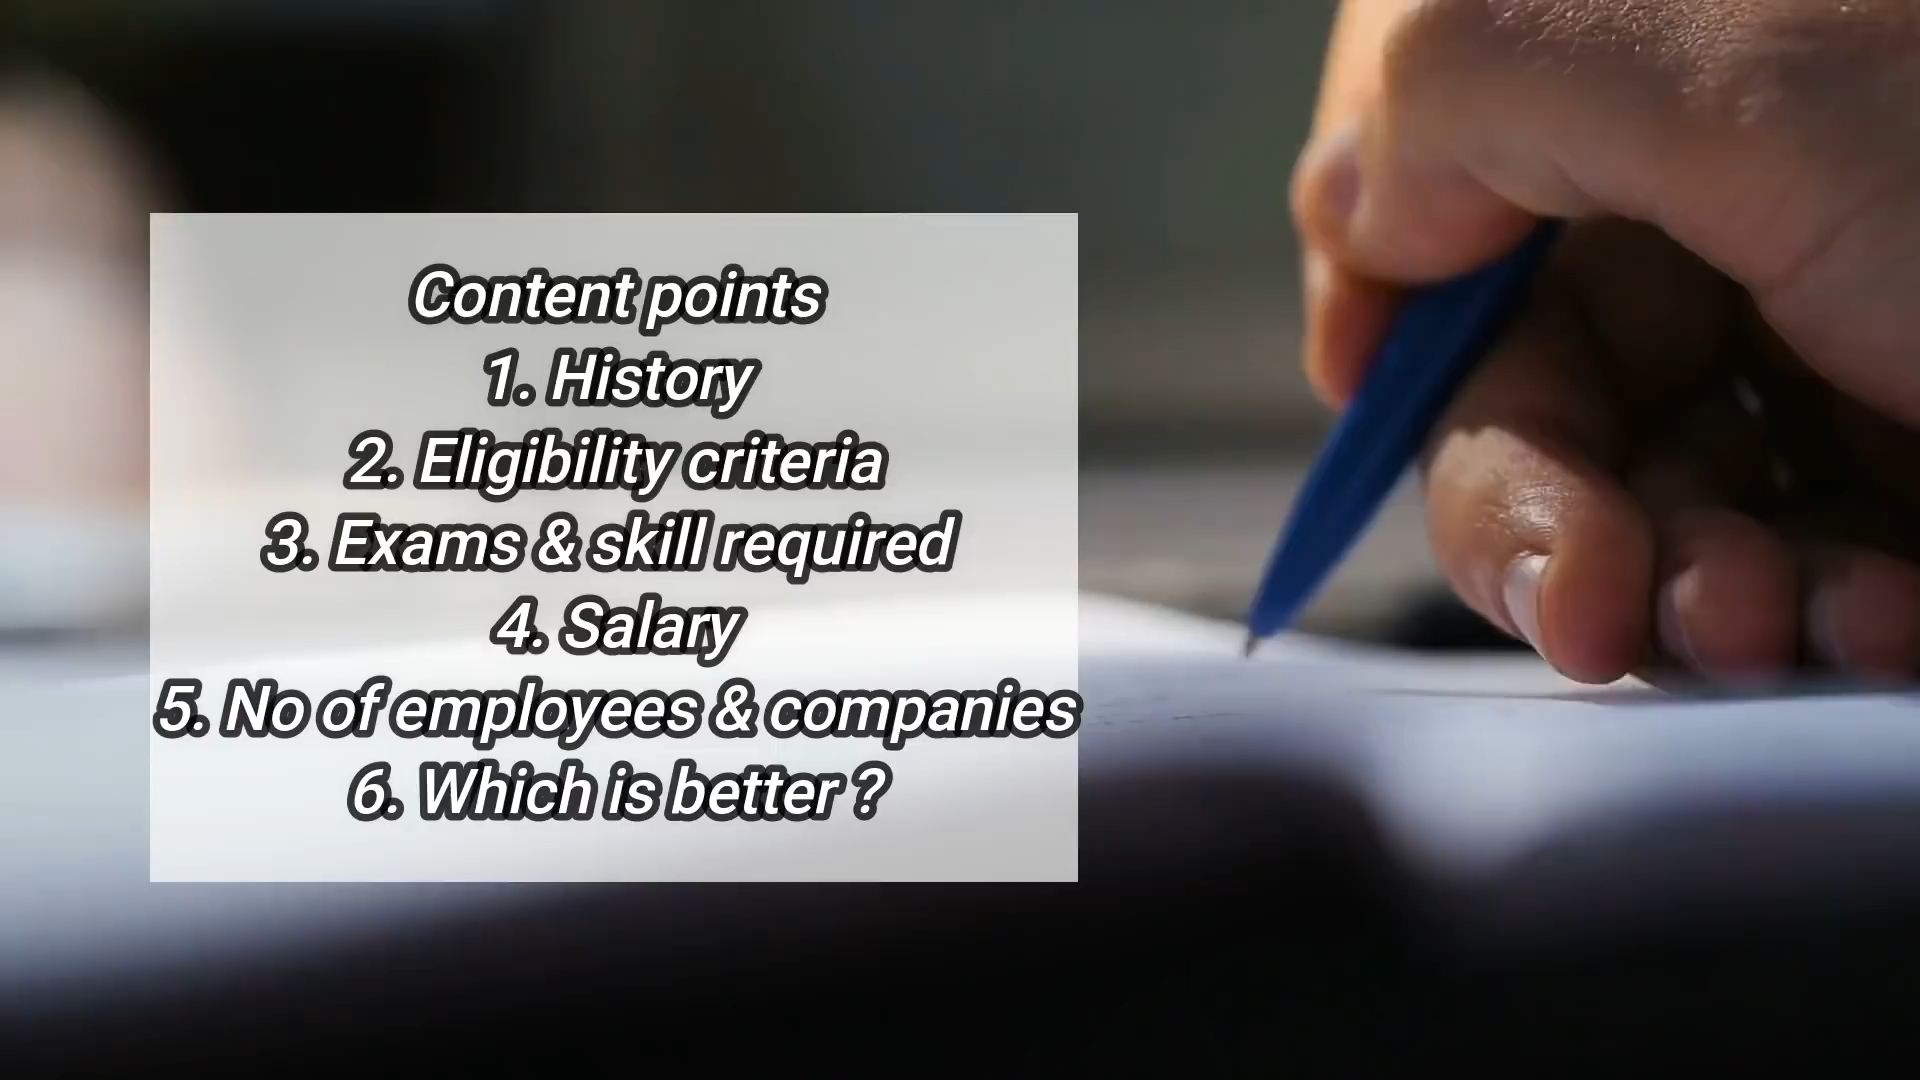 Content points
1. History
2. Eligibility criteria
3. Exams & skill required
4. Salary
5. No of employees & companies
6. Which is better ?